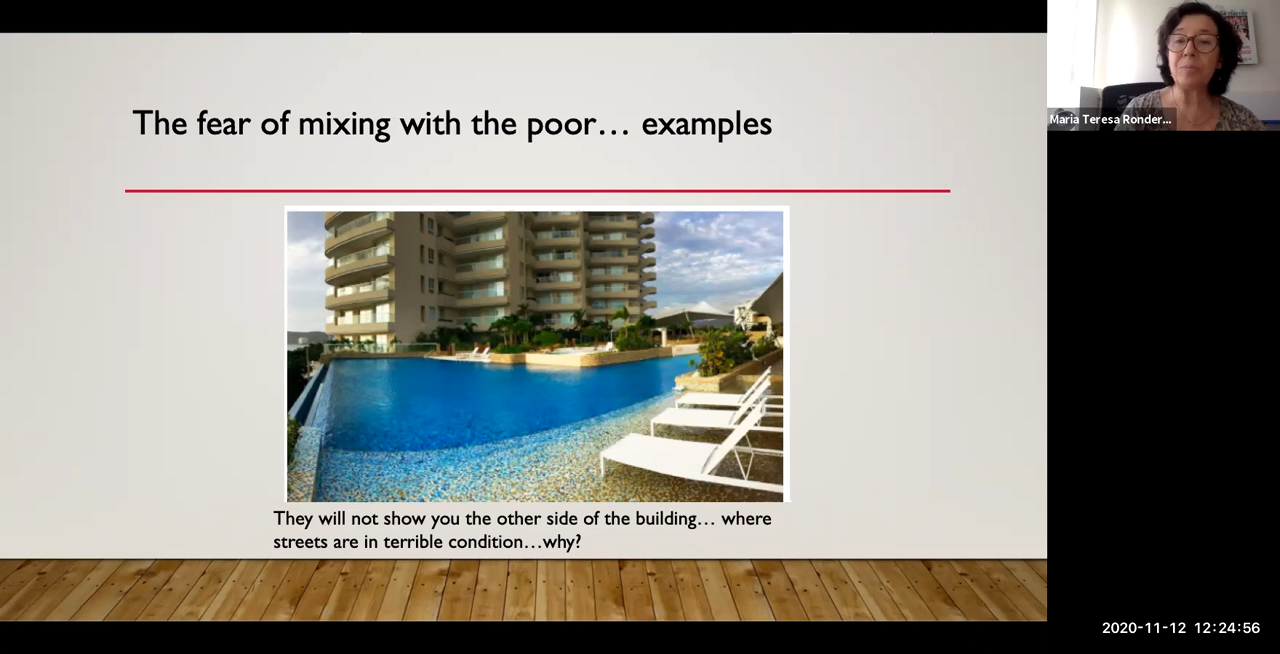 The fear of mixing with the poor... examples
They will not show you the other side of the building... where
streets are in terrible condition...why?
Maria Teresa Ronder...
2020-11-12 12:24:56